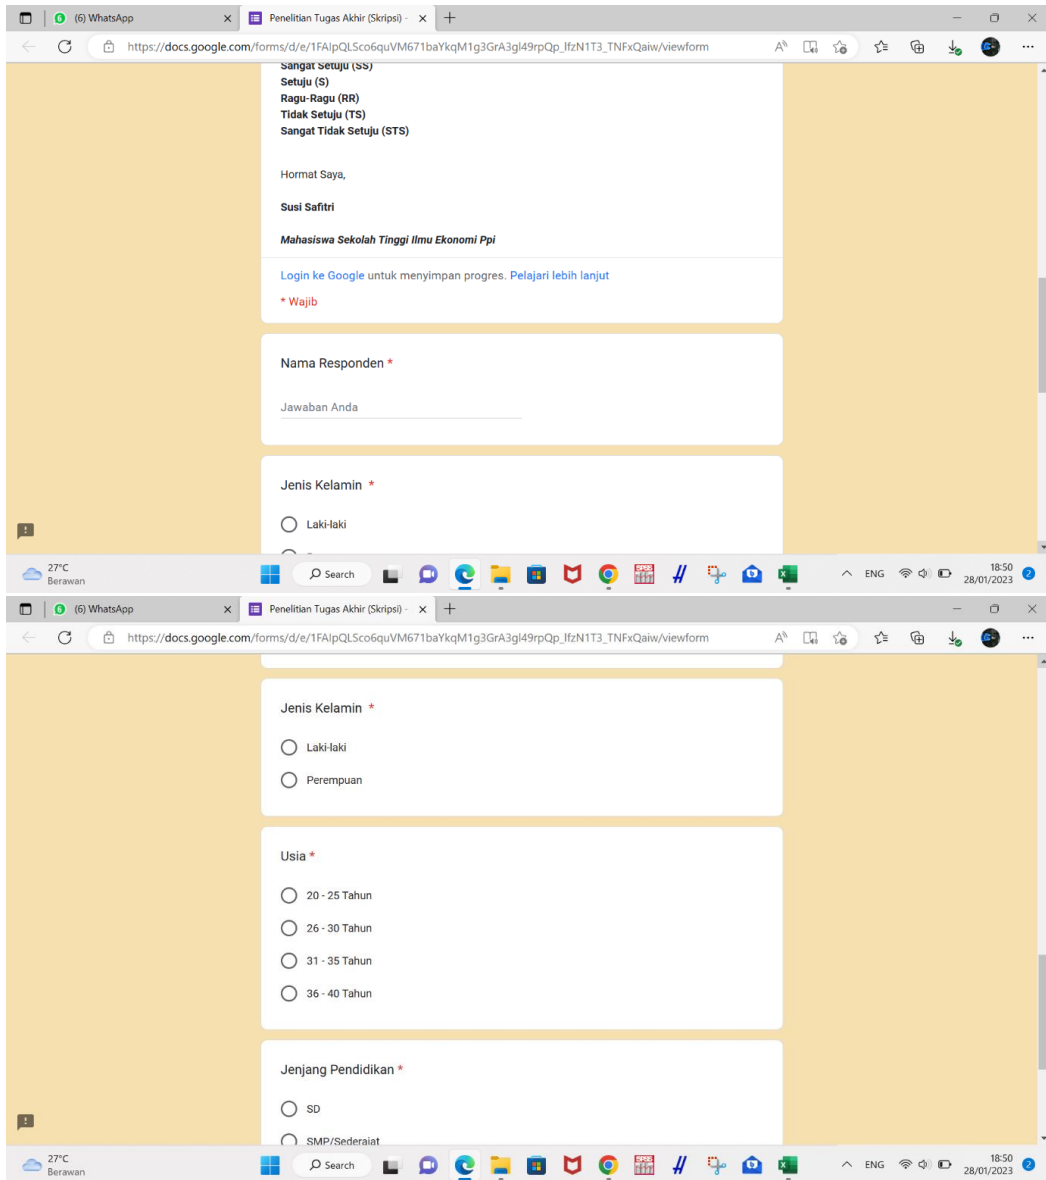 (6) WhatsApp
Penelitian Tugas Akhir (Skripsi) -
https://docs.google.com/forms/d/e/1FAIpQLSco6quVM671baYkqM1g3GrA3gl49rpQp_IfzN1T3_TNFxQaiw/viewform
Sangat Setuju (SS)
Setuju (S)
Ragu-Ragu (RR)
Tidak Setuju (TS)
Sangat Tidak Setuju (STS)
Hormat Saya,
Susi Safitri
Mahasiswa Sekolah Tinggi Ilmu Ekonomi Ppi
Login ke Google untuk menyimpan progres. Pelajari lebih lanjut
* Wajib
Nama Responden *
Jawaban Anda
Jenis Kelamin *
Laki-laki
27°C
Berawan
Search
ENG
18:50
28/01/2023
2
(6) WhatsApp
Penelitian Tugas Akhir (Skripsi) -
https://docs.google.com/forms/d/e/1FAIpQLSco6quVM671baYkqM1g3GrA3gl49rpQp_IfzN1T3_TNFxQaiw/viewform
Jenis Kelamin *
Laki-laki
Perempuan
Usia *
20 - 25 Tahun
26 - 30 Tahun
31 - 35 Tahun
36 - 40 Tahun
Jenjang Pendidikan *
SD
SMP/Sederajat
27°C
Berawan
Search
ENG
18:50
28/01/2023
2